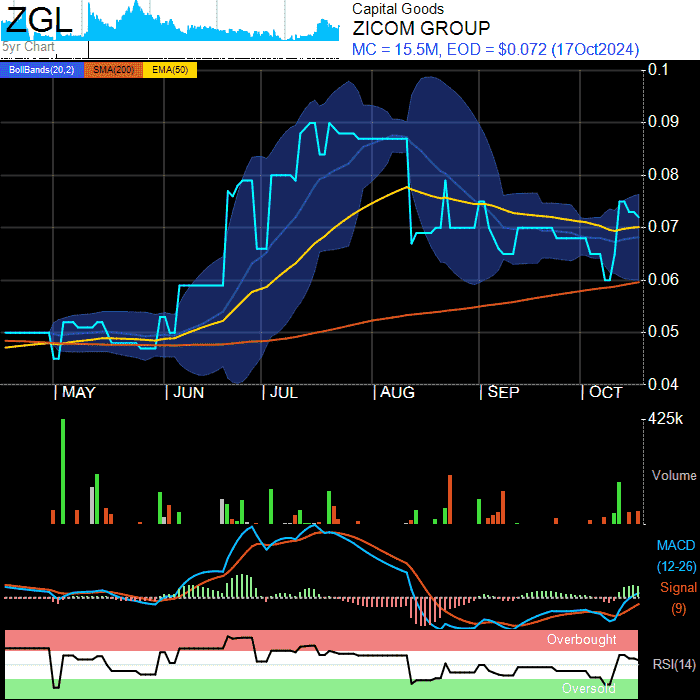 ZGL
5yr Chart
Capital Goods
ZICOM GROUP
MC = 15.5M, EOD = $0.072 (17Oct2024)
BollBands(20,2) SMA(200) EMA(50)
0.1
0.09
0.08
0.07
0.06
0.05
0.04
MAY JUN JUL AUG SEP OCT
425k
Volume
MACD
(12-26)
Signal
(9)
Overbought
RSI(14)
Oversold